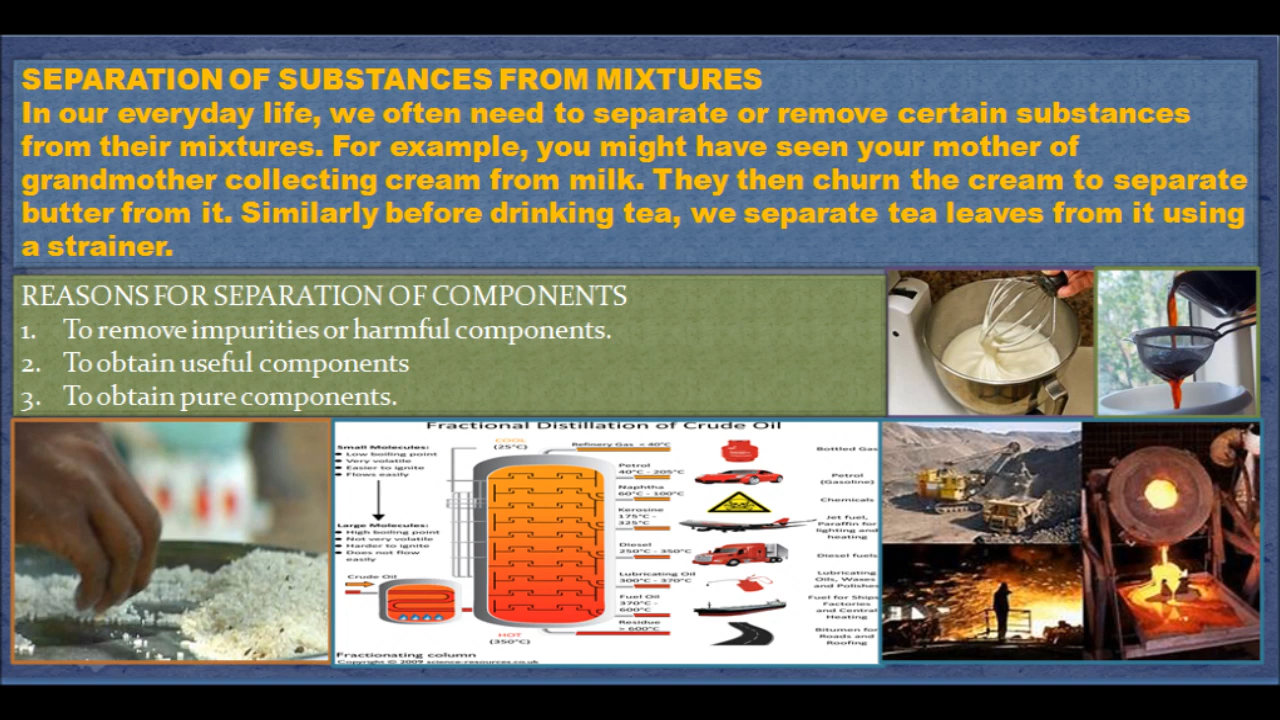 SEPARATION OF SUBSTANCES FROM MIXTURES
In our everyday life, we often need to separate or remove certain substances
from their mixtures. For example, you might have seen your mother of
grandmother collecting cream from milk. They then churn the cream to separate
butter from it. Similarly before drinking tea, we separate tea leaves from it using
a strainer.
REASONS FOR SEPARATION OF COMPONENTS
1. To remove impurities or harmful components.
2. To obtain useful components
3. To obtain pure components.
Fractional Distillation of Crude Oil
Small Molecules:
• Low boiling point
• Very volatile
• Easier to ignite
• Flows easily
Large Molecules:
• High boiling point
• Not very volatile
• Harder to ignite
• Does not flow
easily
Crude Oil
COOL
(25°C)
HOT
(350°C)
Fractionating column
Copyright © 2009 science-resources.co.uk
Refinery Gas < 40°C
Petrol
40°C - 205°C
Naphtha
60°C - 100°C
Kerosine
175°C -
325°C
Diesel
250°C - 350°C
Lubricating Oil
300°C - 370°C
Fuel Oil
370°C -
600°C
Residue
> 600°C
Bottled Gas
Petrol
(Gasoline)
Chemicals
Jet fuel,
Paraffin for
lighting and
heating
Diesel fuels
Lubricating
Oils, Waxes
and Polishes
Fuel for Ships
Factories
and Central
Heating
Bitumen for
Roads and
Roofing